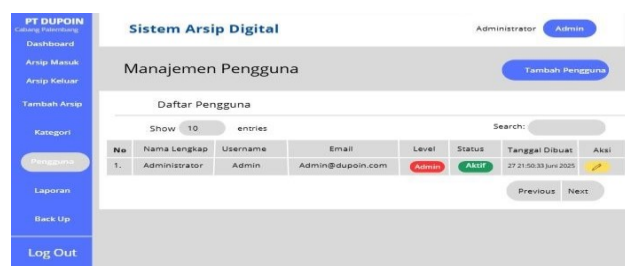 PT DUPOIN
Cabang Palembang
Dashboard
Arsip Masuk
Arsip Keluar
Tambah Arsip
Kategori
Pengguna
Laporan
Back Up
Log Out
Sistem Arsip Digital
Administrator Admin
Manajemen Pengguna
Tambah Pengguna
Daftar Pengguna
Show 10 entries
Search:
No Nama Lengkap Username Email Level Status Tanggal Dibuat Aksi
1. Administrator Admin Admin@dupoin.com Admin Aktif 27 21:50:33 Juni 2025
Previous Next